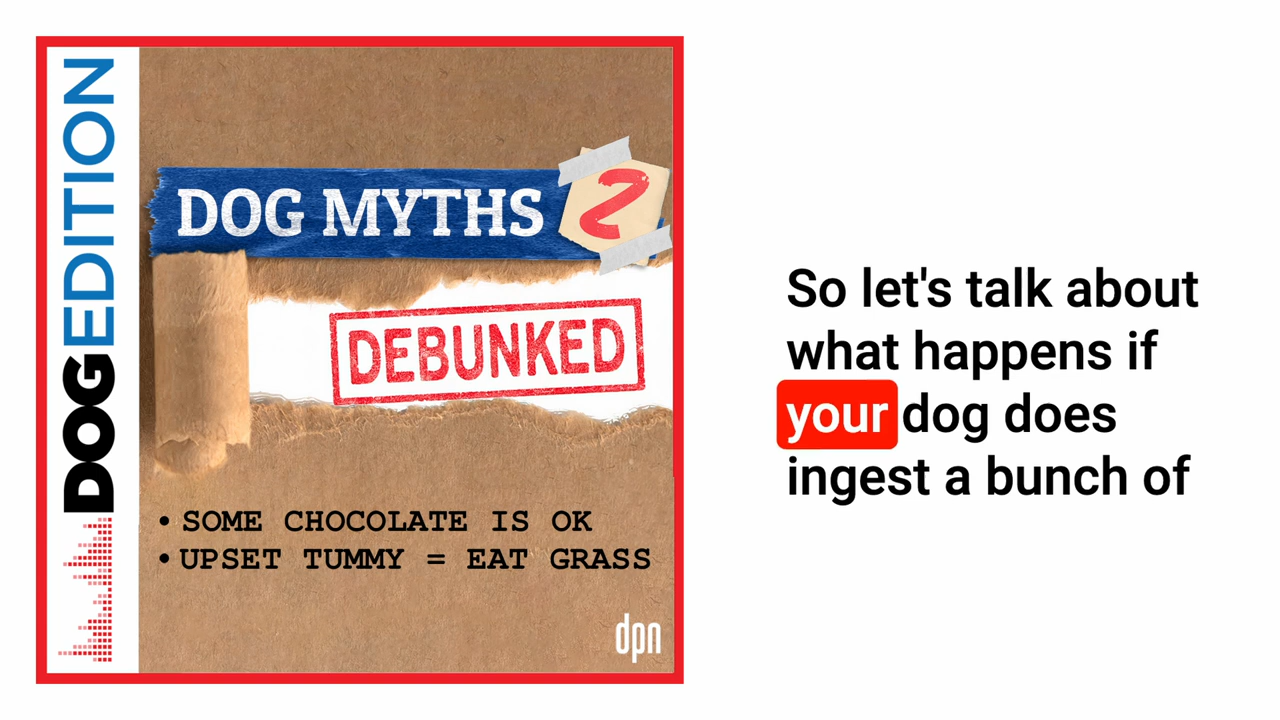 DOGEDITION
DOG MYTHS 2
DEBUNKED
• SOME CHOCOLATE IS OK
• UPSET TUMMY = EAT GRASS
dpn
So let's talk about
what happens if
your dog does
ingest a bunch of